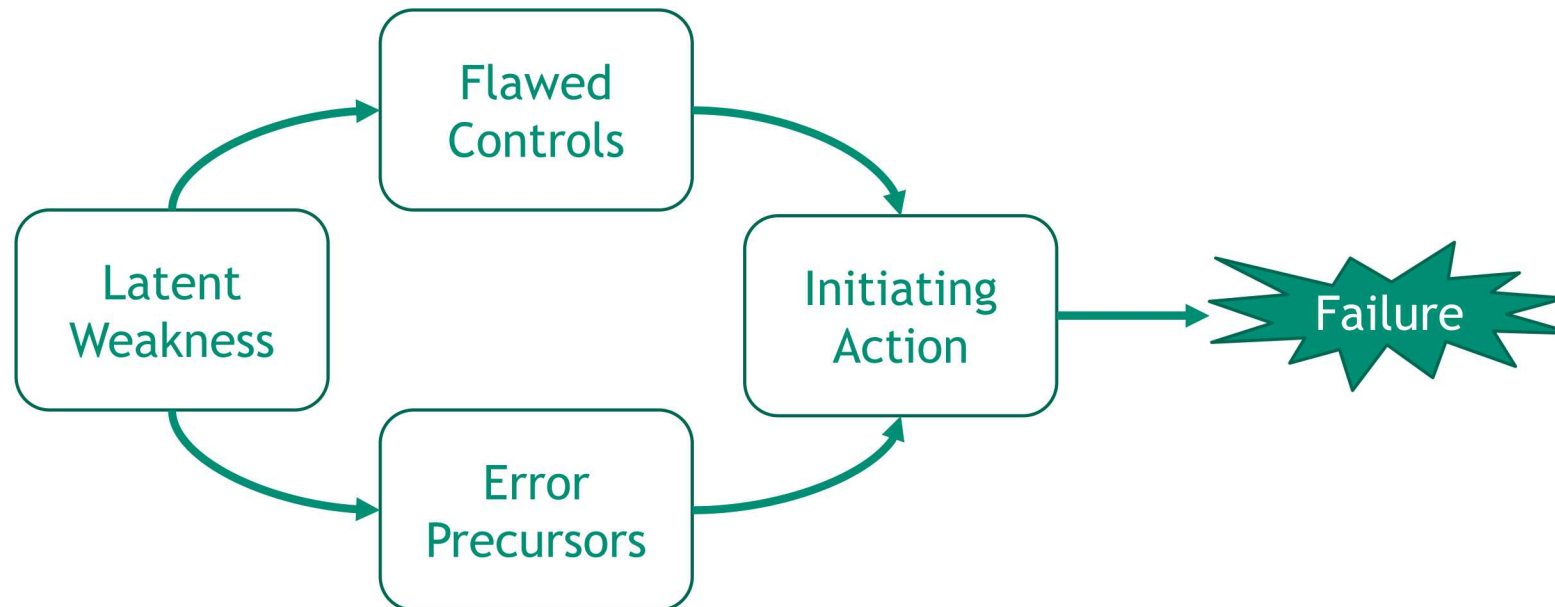 Flawed
Controls
Latent
Weakness
Initiating
Action
Failure
Error
Precursors